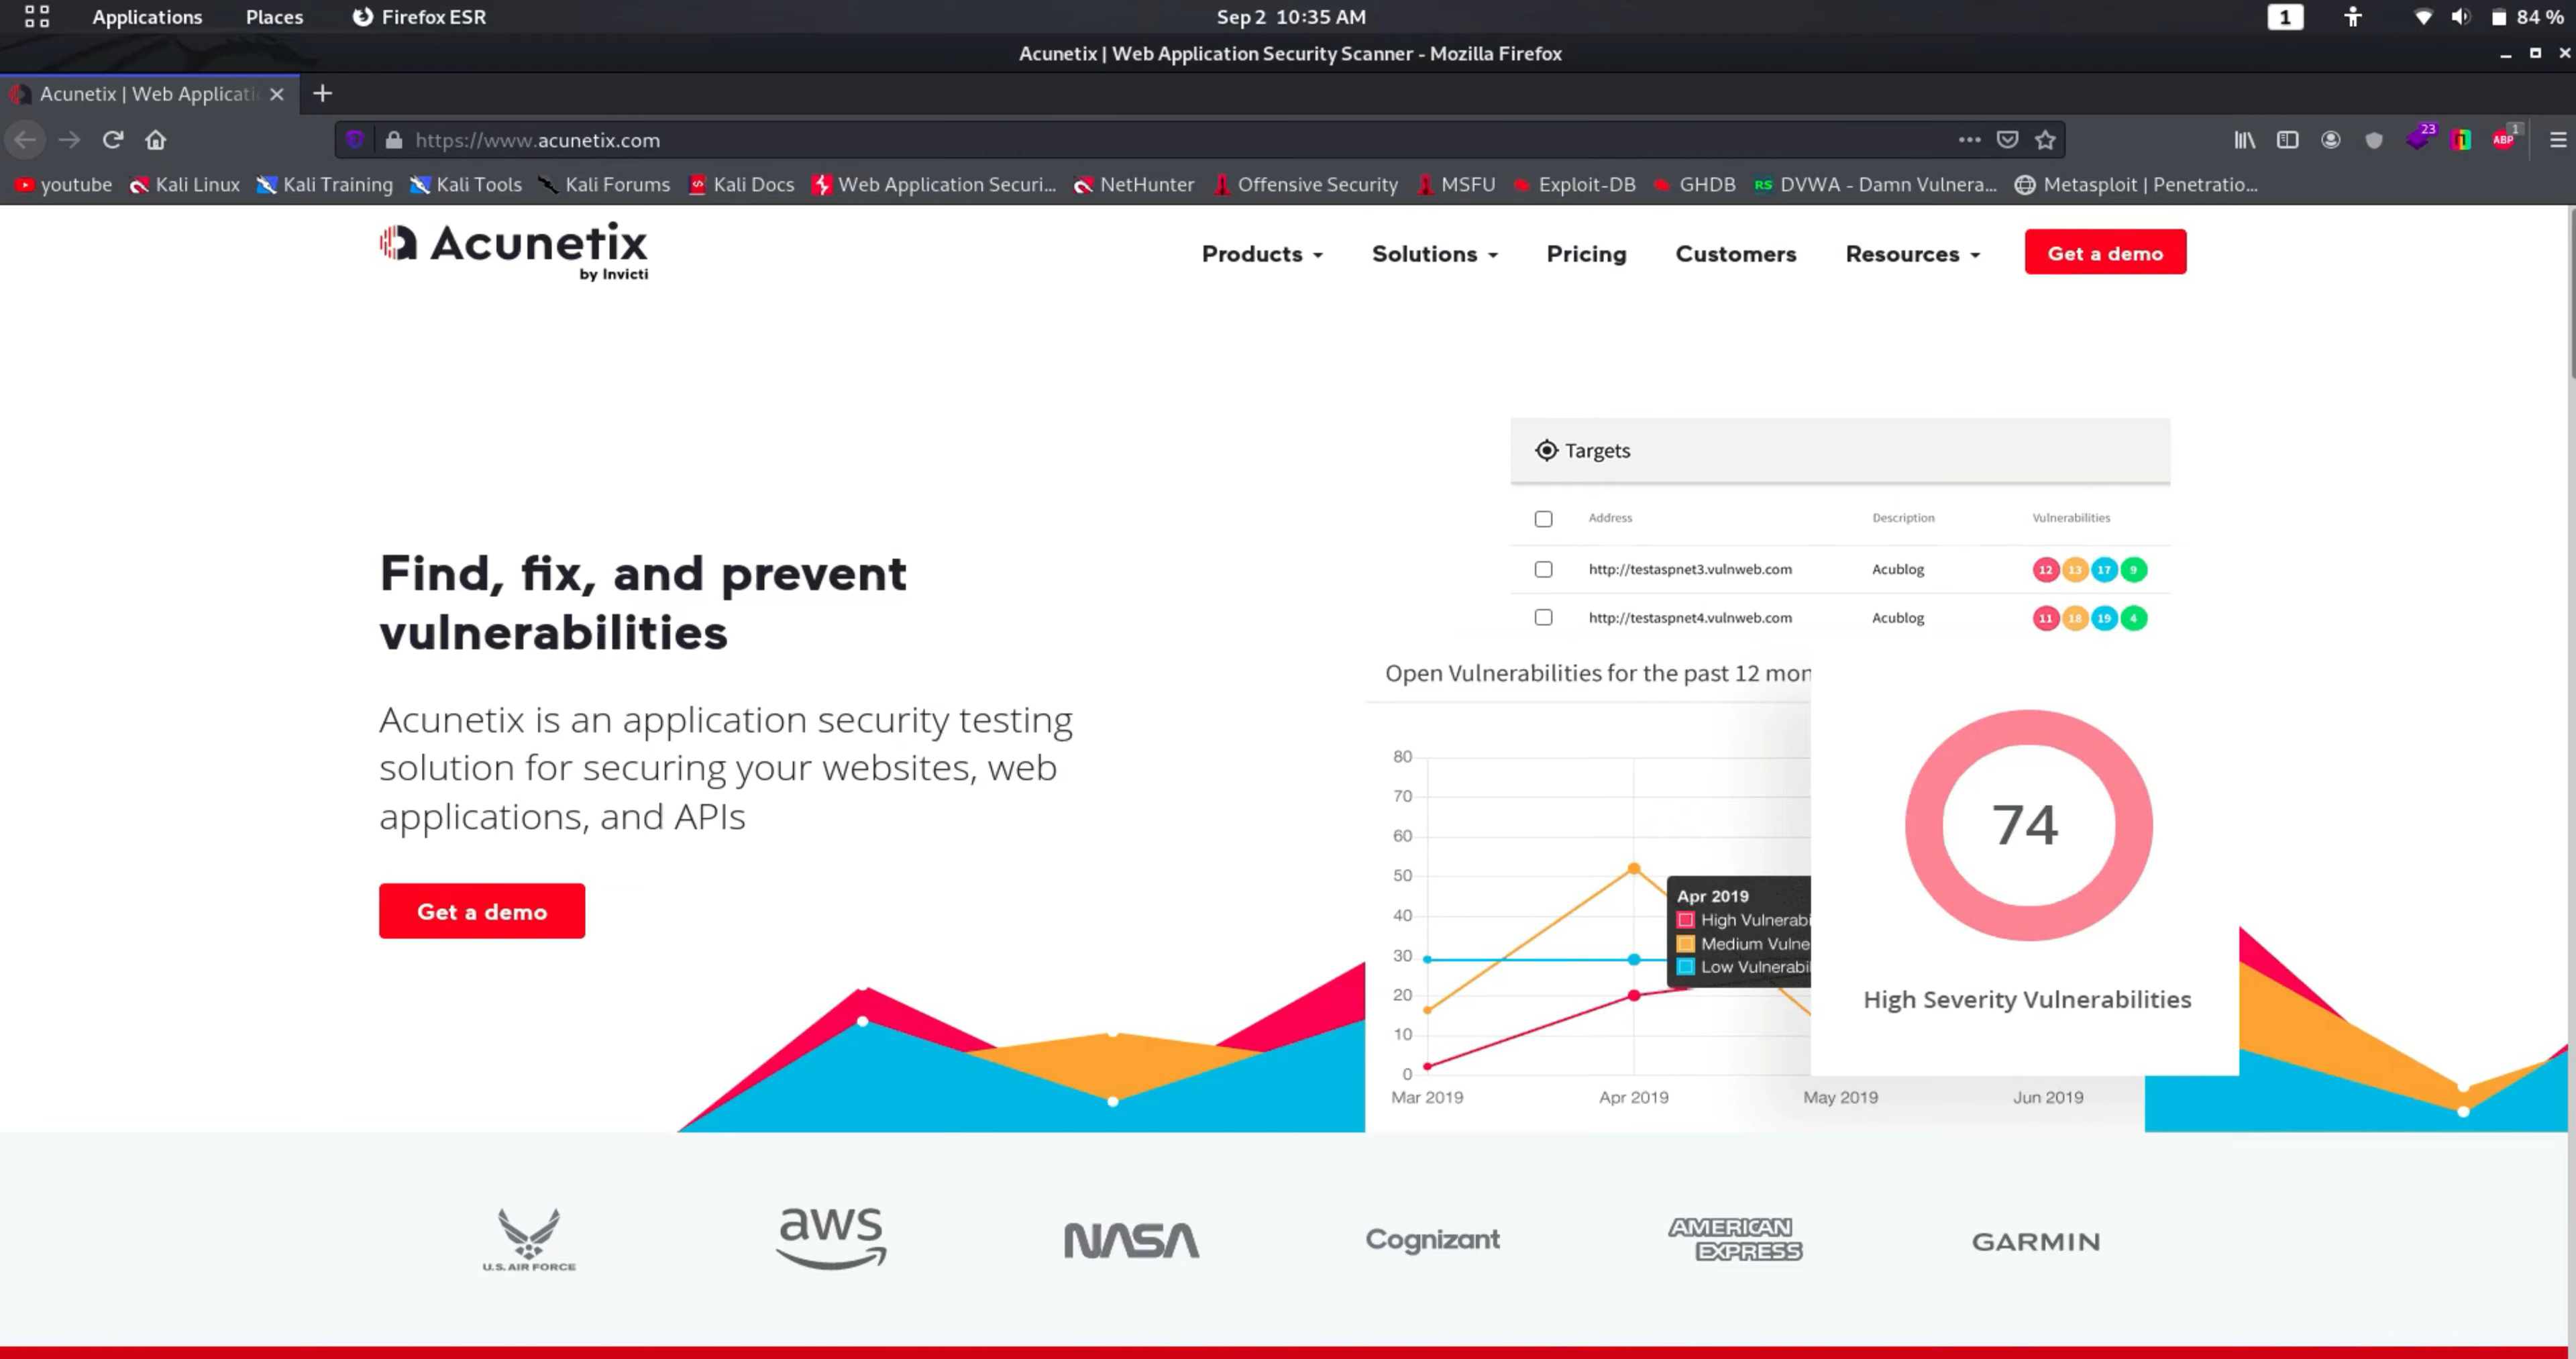 Applications Places Firefox ESR Sep 2 10:35 AM 1 84 %
Acunetix | Web Application Security Scanner - Mozilla Firefox
Acunetix | Web Applicati
https://www.acunetix.com 23 ABP 1
youtube Kali Linux Kali Training Kali Tools Kali Forums Kali Docs Web Application Securi... NetHunter Offensive Security MSFU Exploit-DB GHDB RS DVWA - Damn Vulnera... Metasploit | Penetratio...
Acunetix
by Invicti
Products Solutions Pricing Customers Resources Get a demo
Find, fix, and prevent
vulnerabilities
Acunetix is an application security testing
solution for securing your websites, web
applications, and APIs
Get a demo
Targets
Address Description Vulnerabilities
http://testaspnet3.vulnweb.com Acublog 12 13 17 9
http://testaspnet4.vulnweb.com Acublog 11 18 19 4
Open Vulnerabilities for the past 12 mon
80
70
60
50
40
30
20
10
0
Mar 2019 Apr 2019 May 2019 Jun 2019
Apr 2019
High Vulnerabi
Medium Vulne
Low Vulnerabil
74
High Severity Vulnerabilities
U.S. AIR FORCE
aws
NASA
Cognizant
AMERICAN
EXPRESS
GARMIN